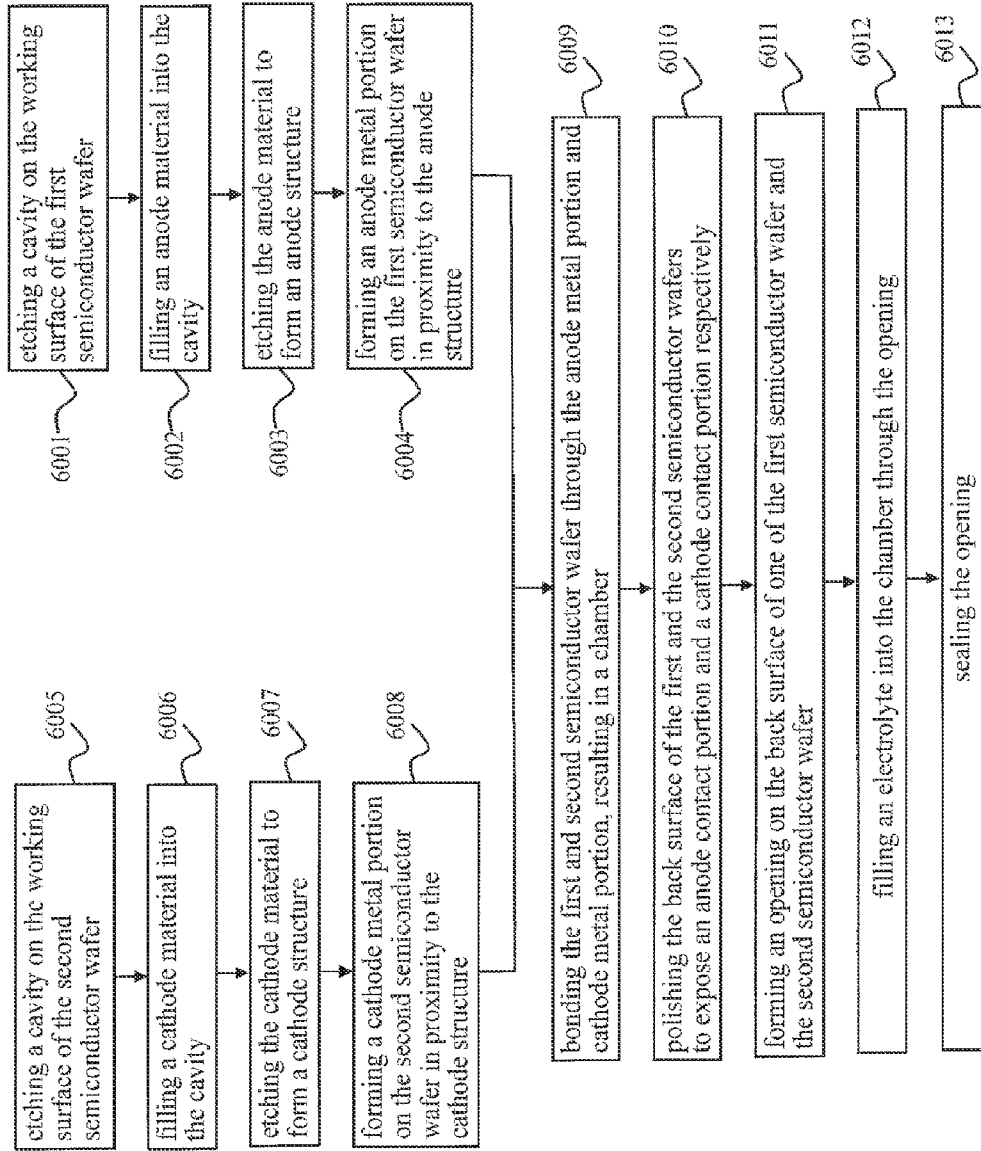 6001
etching a cavity on the working
surface of the first
semiconductor wafer
6002
filling an anode material into the
cavity
6003
etching the anode material to
form an anode structure
6004
forming an anode metal portion
on the first semiconductor wafer
in proximity to the anode
structure
6005
etching a cavity on the working
surface of the second
semiconductor wafer
6006
filling a cathode material into
the cavity
6007
etching the cathode material to
form a cathode structure
6008
forming a cathode metal portion
on the second semiconductor
wafer in proximity to the
cathode structure
6009
bonding the first and second semiconductor wafer through the anode metal portion and
cathode metal portion, resulting in a chamber
6010
polishing the back surface of the first and the second semiconductor wafers
to expose an anode contact portion and a cathode contact portion respectively
6011
forming an opening on the back surface of one of the first semiconductor wafer and
the second semiconductor wafer
6012
filling an electrolyte into the chamber through the opening
6013
sealing the opening